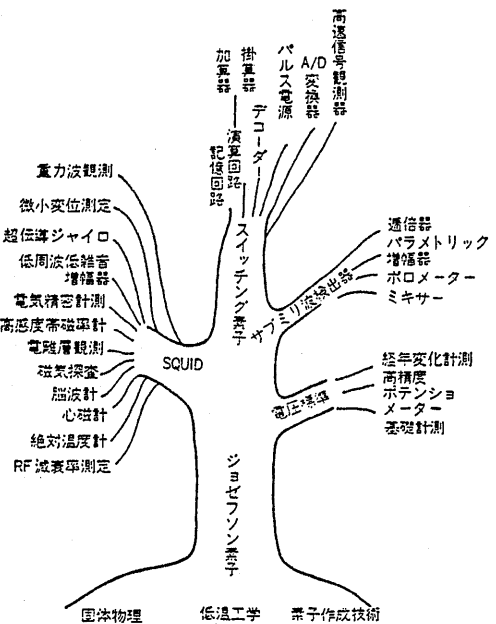 高速信号観測器
A/D変換器
パルス電源
デコーダー
掛算器
加算器
演算回路
記憶回路
スイッチング素子
重力波観測
微小変位測定
超伝導ジャイロ
低周波低雑音
増幅器
電気精密計測
高感度帯磁率計
電離層観測
磁気探査
脳波計
心磁計
絶対温度計
RF減衰率測定
SQUID
逓倍器
パラメトリック
増幅器
ボロメーター
ミキサー
サブミリ波検出器
経年変化計測
高精度
ポテンショ
メーター
基礎計測
電圧標準
ジョゼフソン素子
固体物理
低温工学
素子作成技術